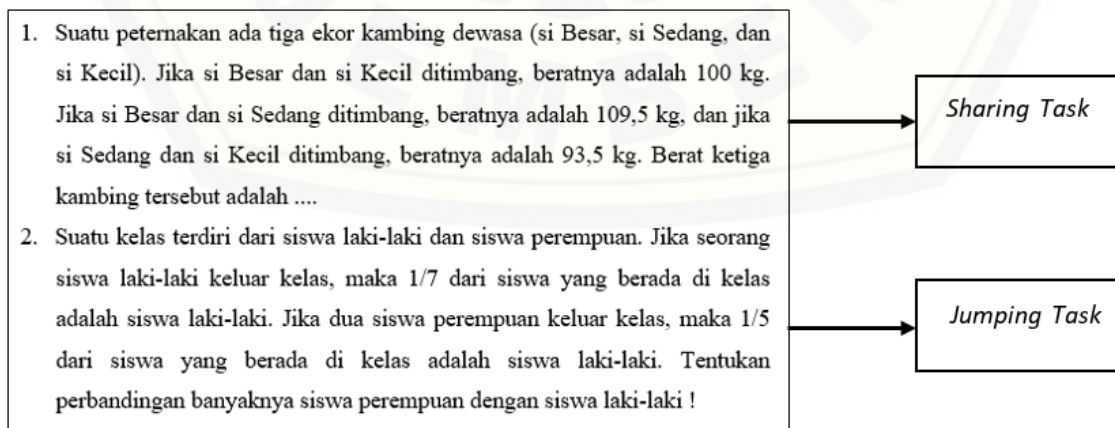 1. Suatu peternakan ada tiga ekor kambing dewasa (si Besar, si Sedang, dan
si Kecil). Jika si Besar dan si Kecil ditimbang, beratnya adalah 100 kg.
Jika si Besar dan si Sedang ditimbang, beratnya adalah 109,5 kg, dan jika
si Sedang dan si Kecil ditimbang, beratnya adalah 93,5 kg. Berat ketiga
kambing tersebut adalah ....
Sharing Task
2. Suatu kelas terdiri dari siswa laki-laki dan siswa perempuan. Jika seorang
siswa laki-laki keluar kelas, maka 1/7 dari siswa yang berada di kelas
adalah siswa laki-laki. Jika dua siswa perempuan keluar kelas, maka 1/5
dari siswa yang berada di kelas adalah siswa laki-laki. Tentukan
perbandingan banyaknya siswa perempuan dengan siswa laki-laki !
Jumping Task